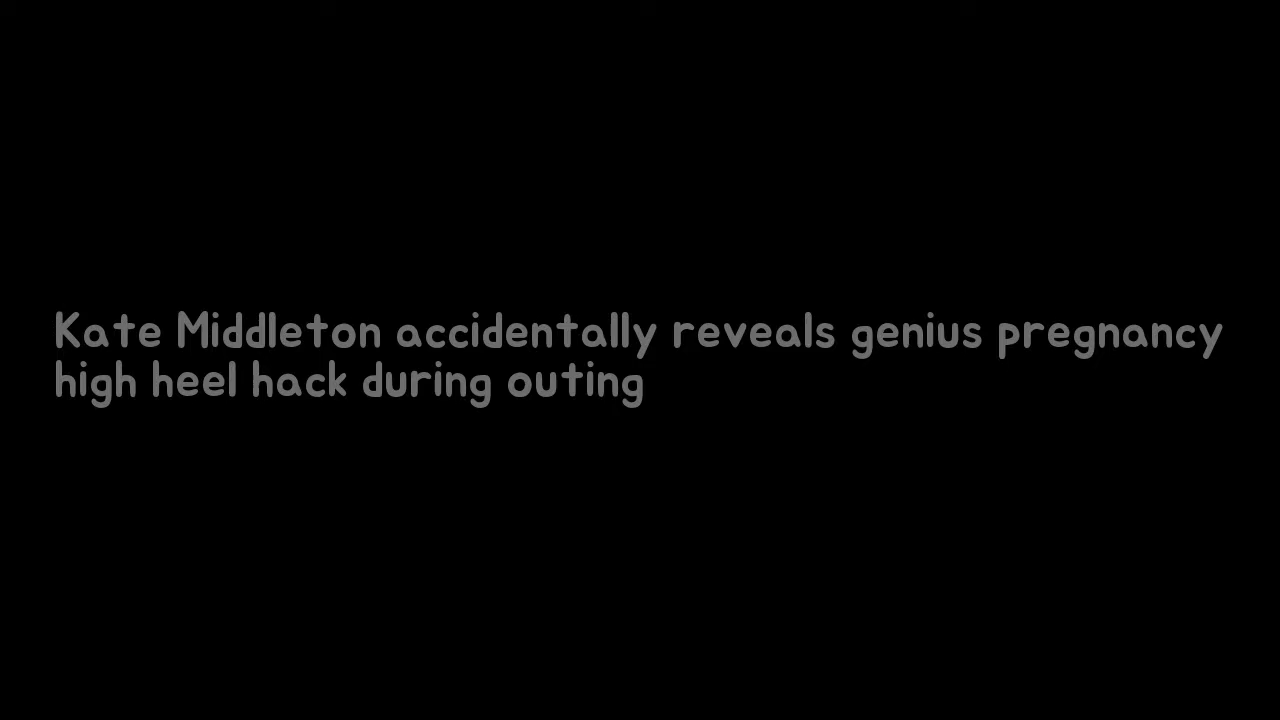 Kate Middleton accidentally reveals genius pregnancy
high heel hack during outing